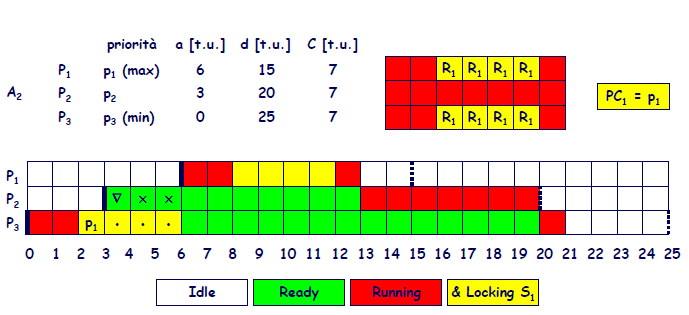 priorità a [t.u.] d [t.u.] C [t.u.]
P1 p1 (max) 6 15 7 R1 R1 R1 R1
A2 P2 p2 3 20 7 PC1 = p1
P3 p3 (min) 0 25 7 R1 R1 R1 R1
P1
P2 ∇ × ×
P3 p1 . . .
0 1 2 3 4 5 6 7 8 9 10 11 12 13 14 15 16 17 18 19 20 21 22 23 24 25
Idle Ready Running & Locking S1